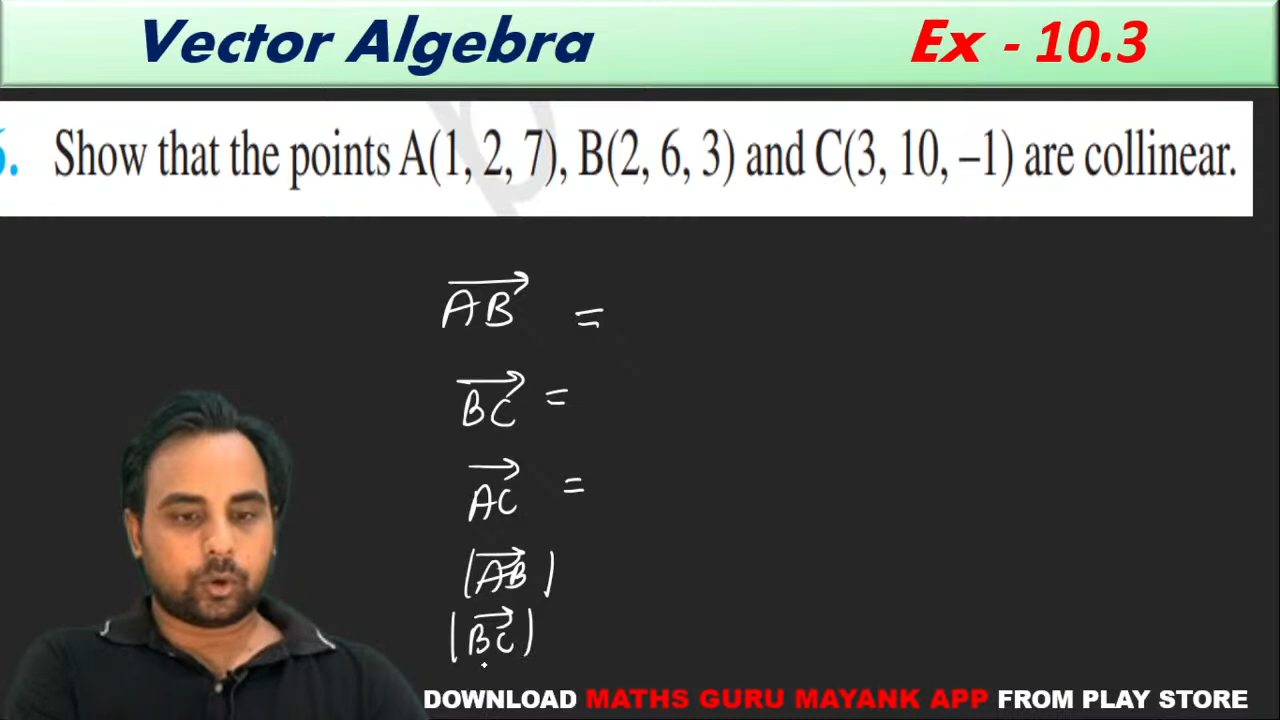 Vector Algebra Ex - 10.3
Show that the points A(1, 2, 7), B(2, 6, 3) and C(3, 10, –1) are collinear.
AB =
BC =
AC =
|AB|
|BC|
DOWNLOAD MATHS GURU MAYANK APP FROM PLAY STORE